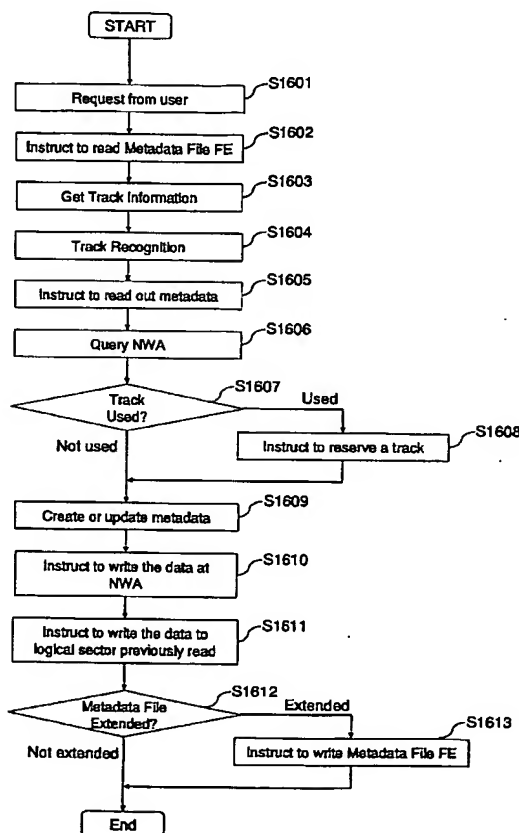 START
S1601
Request from user
S1602
Instruct to read Metadata File FE
S1603
Get Track Information
S1604
Track Recognition
S1605
Instruct to read out metadata
S1606
Query NWA
S1607
Track
Used?
Used
S1608
Not used
Instruct to reserve a track
S1609
Create or update metadata
S1610
Instruct to write the data at
NWA
S1611
Instruct to write the data to
logical sector previously read
S1612
Metadata File
Extended?
Extended
S1613
Not extended
Instruct to write Metadata File FE
End